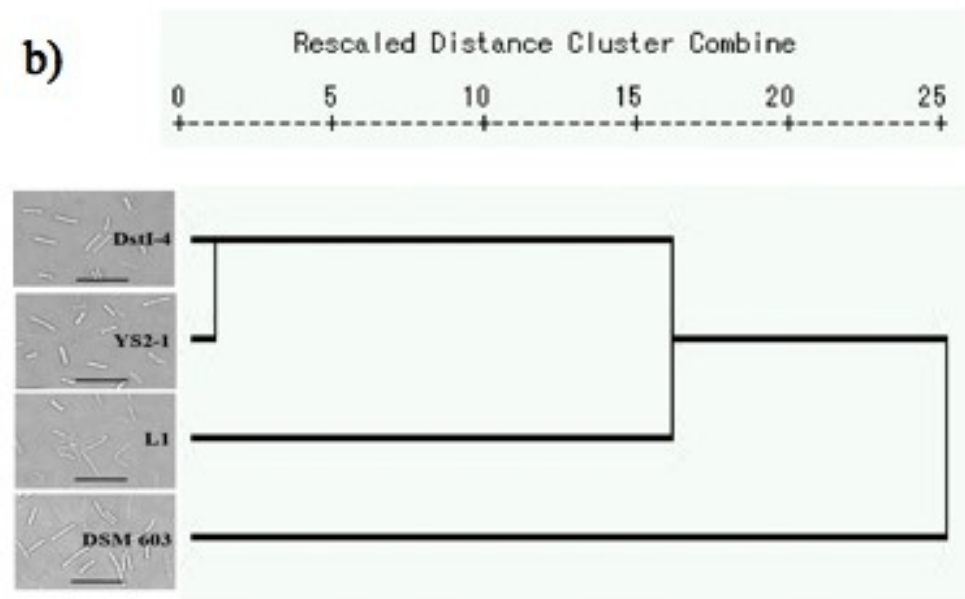 b)
Rescaled Distance Cluster Combine
0 5 10 15 20 25
+---------+---------+---------+---------+---------+
DstI-4
YS2-1
L1
DSM 603